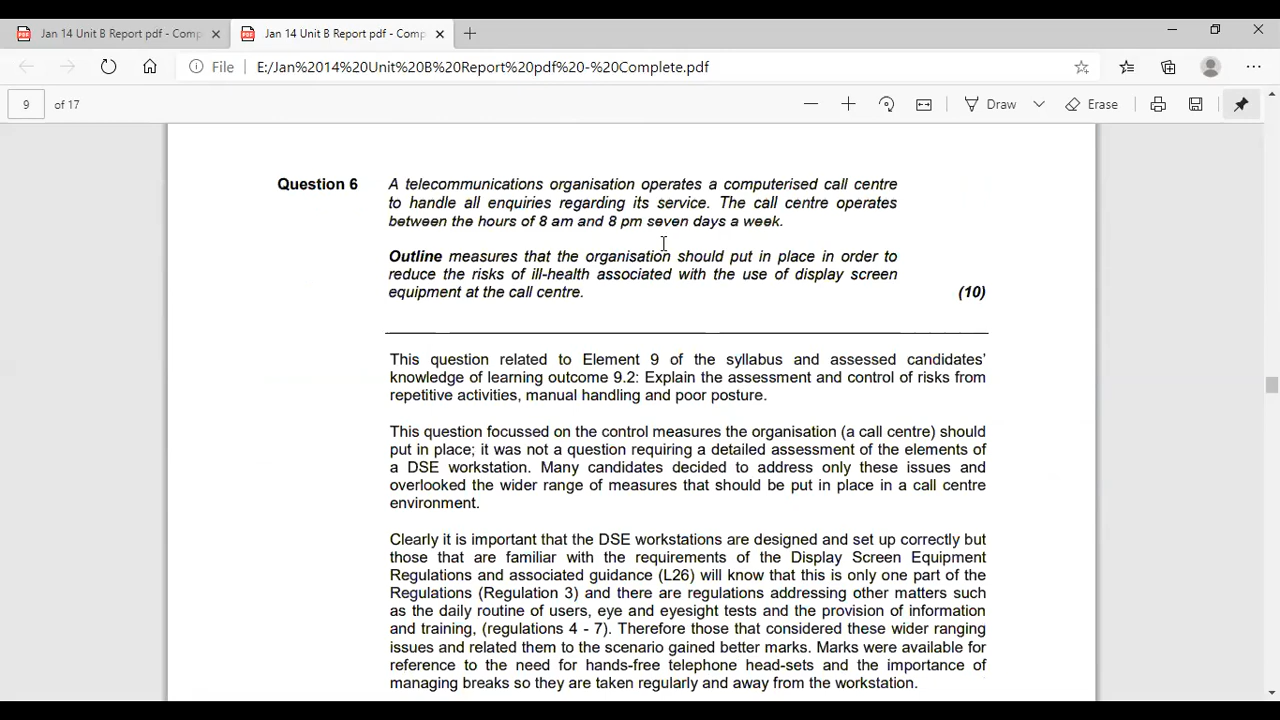 Jan 14 Unit B Report pdf - Comp
Jan 14 Unit B Report pdf - Comp
File E:/Jan%2014%20Unit%20B%20Report%20pdf%20-%20Complete.pdf
9 of 17 Draw Erase
Question 6 A telecommunications organisation operates a computerised call centre
to handle all enquiries regarding its service. The call centre operates
between the hours of 8 am and 8 pm seven days a week.
Outline measures that the organisation should put in place in order to
reduce the risks of ill-health associated with the use of display screen
equipment at the call centre. (10)
This question related to Element 9 of the syllabus and assessed candidates'
knowledge of learning outcome 9.2: Explain the assessment and control of risks from
repetitive activities, manual handling and poor posture.
This question focussed on the control measures the organisation (a call centre) should
put in place; it was not a question requiring a detailed assessment of the elements of
a DSE workstation. Many candidates decided to address only these issues and
overlooked the wider range of measures that should be put in place in a call centre
environment.
Clearly it is important that the DSE workstations are designed and set up correctly but
those that are familiar with the requirements of the Display Screen Equipment
Regulations and associated guidance (L26) will know that this is only one part of the
Regulations (Regulation 3) and there are regulations addressing other matters such
as the daily routine of users, eye and eyesight tests and the provision of information
and training, (regulations 4 - 7). Therefore those that considered these wider ranging
issues and related them to the scenario gained better marks. Marks were available for
reference to the need for hands-free telephone head-sets and the importance of
managing breaks so they are taken regularly and away from the workstation.